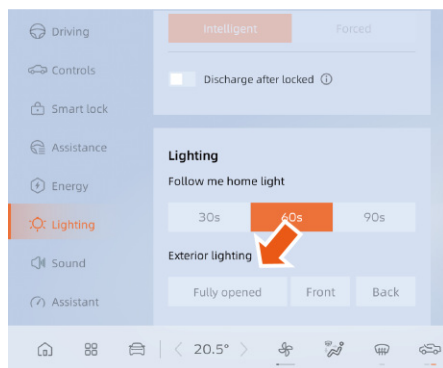 Driving
Intelligent Forced
Controls
Discharge after locked
Smart lock
Assistance
Lighting
Energy
Follow me home light
Lighting
30s 60s 90s
Sound
Exterior lighting
Assistant
Fully opened Front Back
< 20.5° >